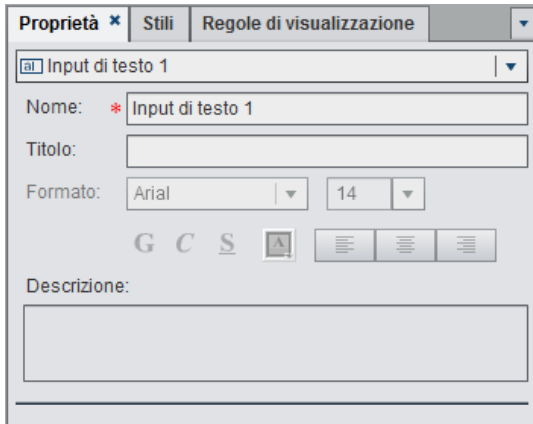 Proprietà × Stili Regole di visualizzazione
Input di testo 1
Nome: * Input di testo 1
Titolo:
Formato: Arial 14
G C S A
Descrizione: